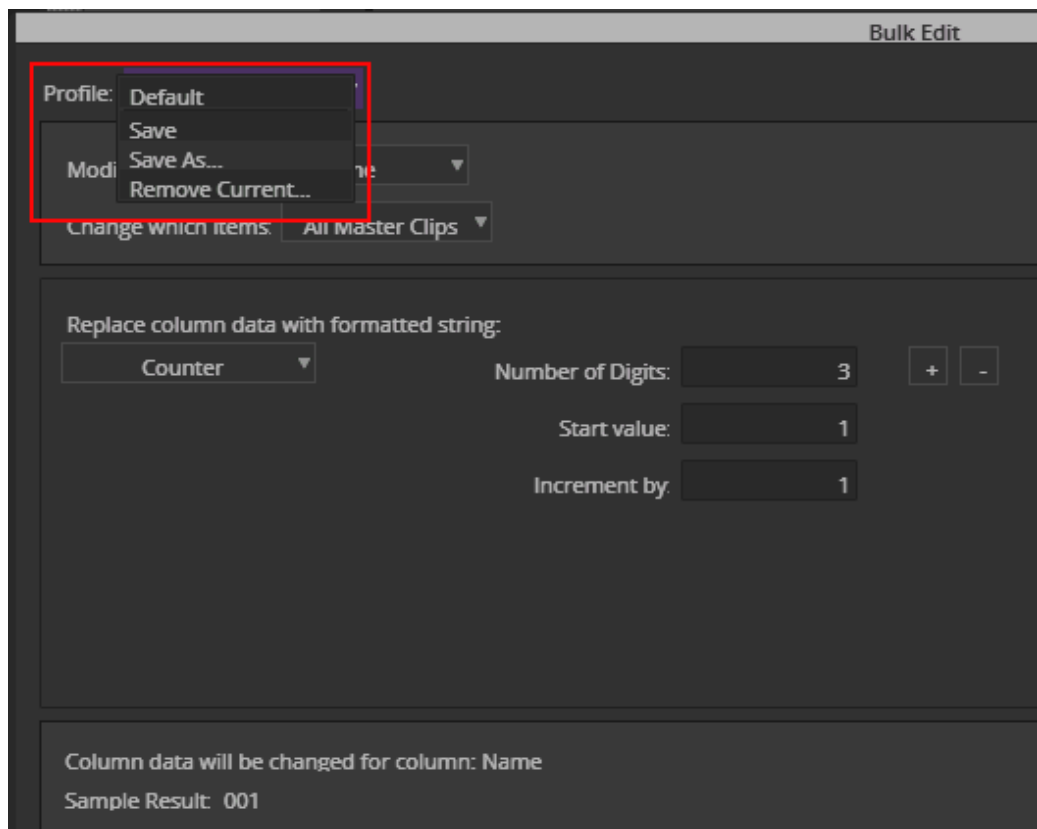 Bulk Edit
Profile:
Default
Save
Save As...
Remove Current...
Change which items: All Master Clips
Replace column data with formatted string:
Counter Number of Digits: 3 + -
Start value: 1
Increment by: 1
Column data will be changed for column: Name
Sample Result: 001